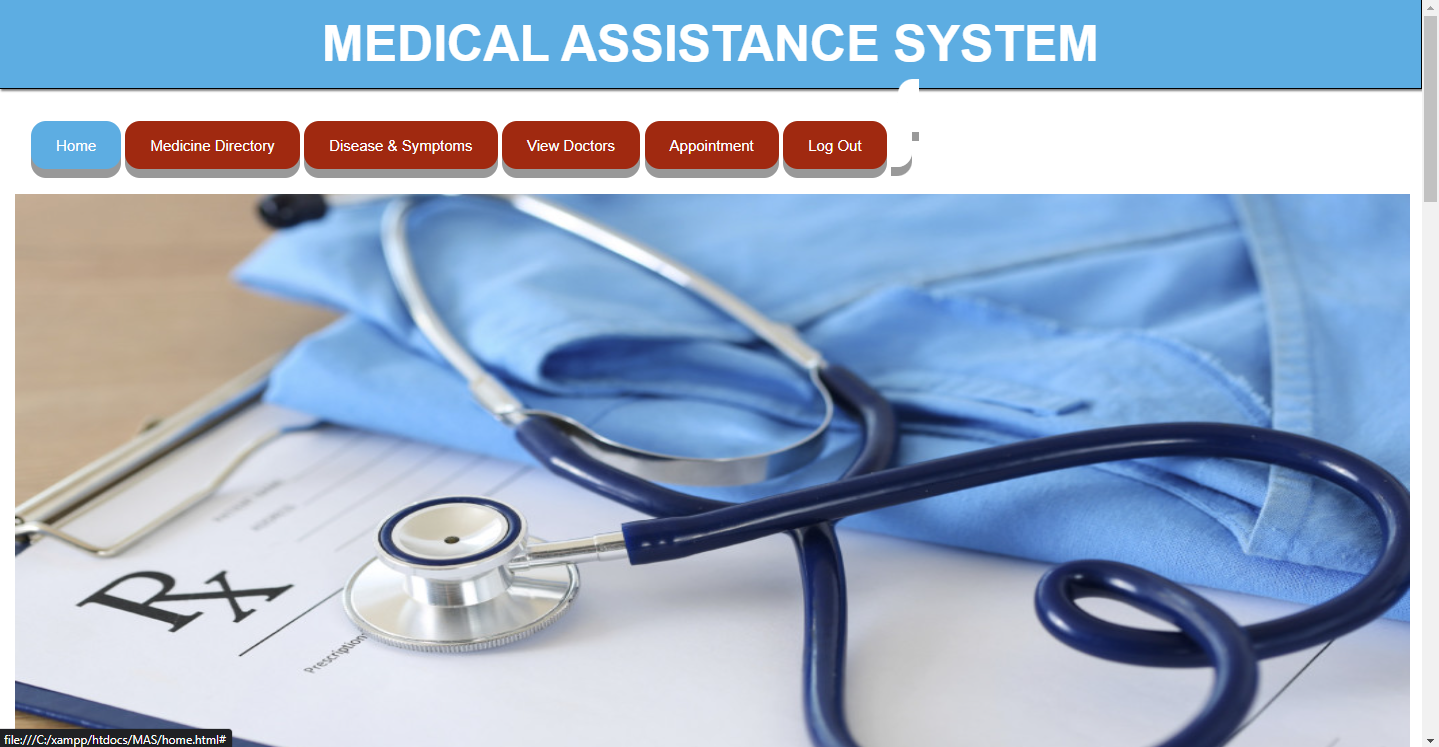 MEDICAL ASSISTANCE SYSTEM
Home Medicine Directory Disease & Symptoms View Doctors Appointment Log Out
Rx
Prescription
file:///C:/xampp/htdocs/MAS/home.html#